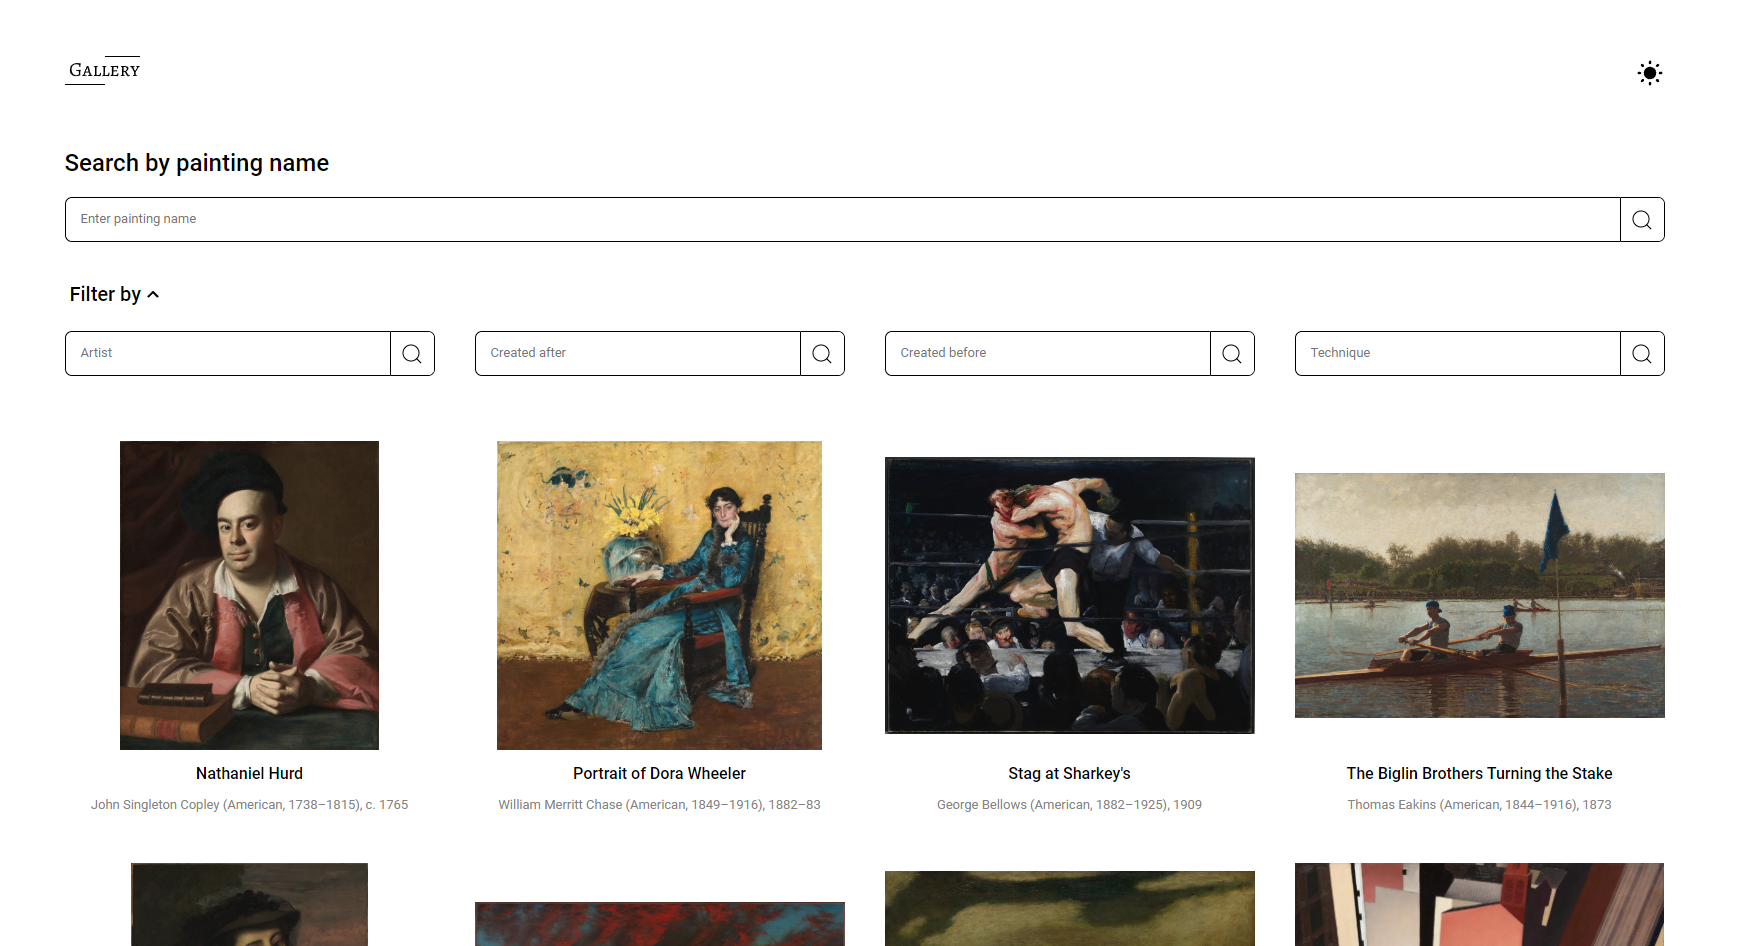 GALLERY
Search by painting name
Enter painting name
Filter by
Artist
Created after
Created before
Technique
Nathaniel Hurd
John Singleton Copley (American, 1738–1815), c. 1765
Portrait of Dora Wheeler
William Merritt Chase (American, 1849–1916), 1882–83
Stag at Sharkey's
George Bellows (American, 1882–1925), 1909
The Biglin Brothers Turning the Stake
Thomas Eakins (American, 1844–1916), 1873